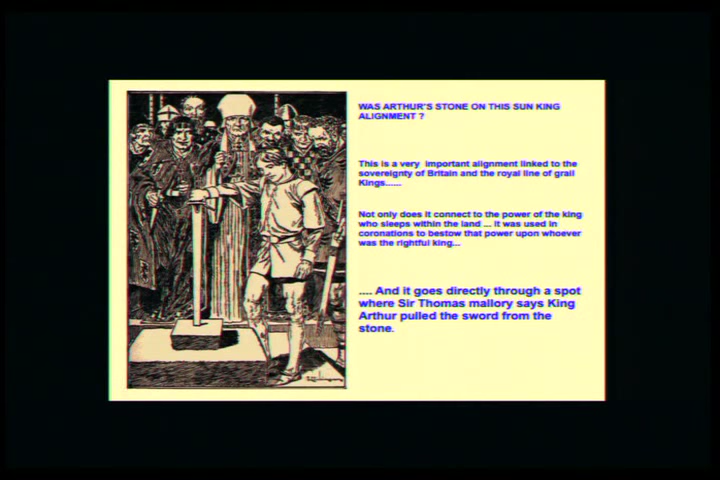 WAS ARTHUR'S STONE ON THIS SUN KING
ALIGNMENT ?
This is a very important alignment linked to the
sovereignty of Britain and the royal line of grail
Kings......
Not only does it connect to the power of the king
who sleeps within the land ... it was used in
coronations to bestow that power upon whoever
was the rightful king...
.... And it goes directly through a spot
where Sir Thomas mallory says King
Arthur pulled the sword from the
stone.